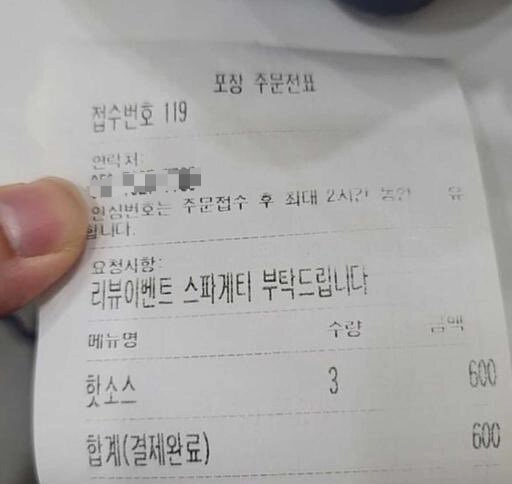 포장 주문전표
접수번호 119
연락처:
안심번호는 주문접수 후 최대 2시간 동안 유
합니다.
요청사항:
리뷰이벤트 스파게티 부탁드립니다
메뉴명 수량 금액
핫소스 3 600
합계(결제완료) 600